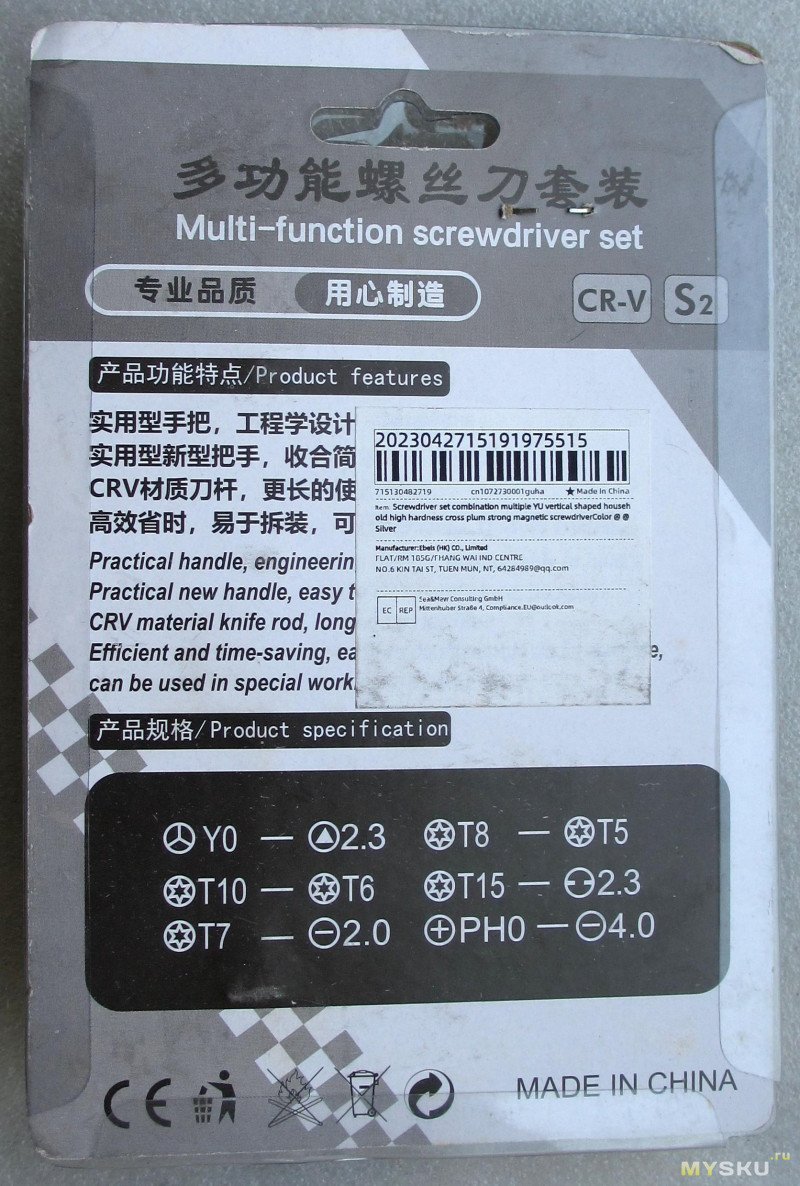 多功能螺丝刀套装
Multi-function screwdriver set
专业品质 用心制造 CR-V S2
产品功能特点/Product features
实用型手把，工程学设计
实用型新型把手，收合简
CRV材质刀杆，更长的使
高效省时，易于拆装，可
Practical handle, engineerin
Practical new handle, easy t
CRV material knife rod, long
Efficient and time-saving, ea e,
can be used in special work
2023042715191975515
715130482719 cn1072730001guha ★ Made In China
Item: Screwdriver set combination multiple YU vertical shaped househ
old high hardness cross plum strong magnetic screwdriverColor @ @
Silver
Manufacturer:Ebels (HK) CO., Limited
FLAT/RM 185G/FHANG WAI IND CENTRE
NO.6 KIN TAI ST, TUEN MUN, NT, 64284989@qq.com
EC REP
Sea&Mew Consulting GmbH
Mittenhuber Straße 4, Compliance.EU@outlook.com
产品规格/Product specification
Y0 — 2.3 T8 — T5
T10 — T6 T15 — 2.3
T7 — 2.0 PH0 — 4.0
CE MADE IN CHINA
MYSKU.ru